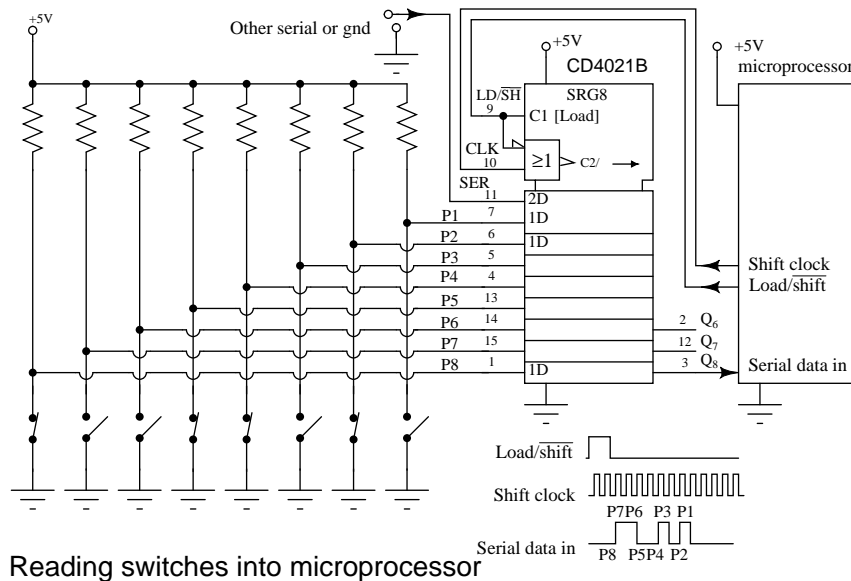 +5V
Other serial or gnd
+5V
CD4021B
+5V
microprocessor
LD/SH
9
SRG8
C1 [Load]
CLK
10
≥1
C2/
SER
11
2D
P1
7
1D
P2
6
1D
P3
5
P4
4
P5
13
P6
14
P7
15
P8
1
1D
Shift clock
Load/shift
2
Q6
12
Q7
3
Q8
Serial data in
Load/shift
Shift clock
P7P6
P3
P1
Serial data in
P8
P5P4
P2
Reading switches into microprocessor